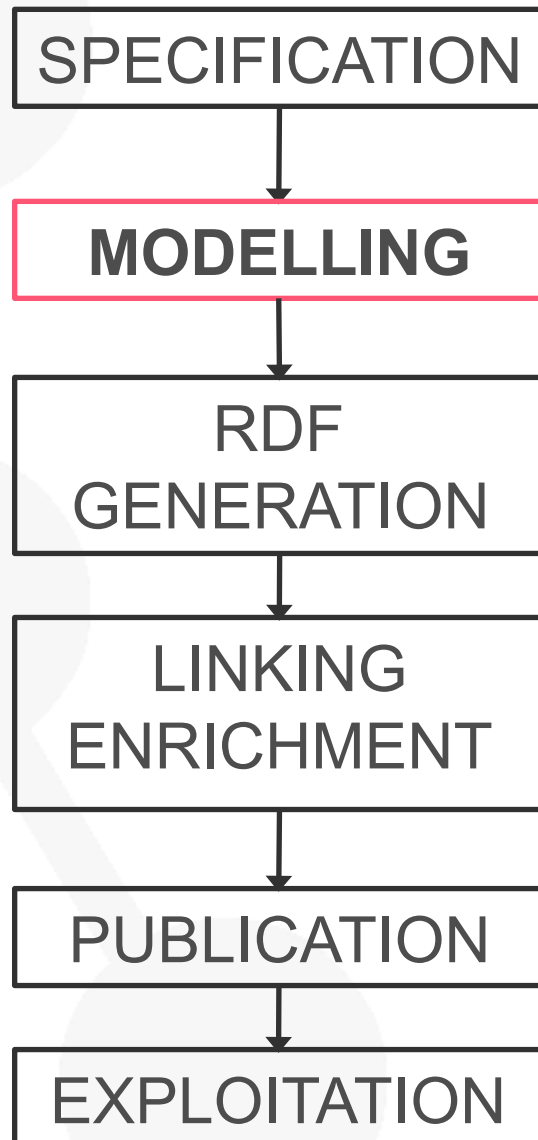 SPECIFICATION
MODELLING
RDF
GENERATION
LINKING
ENRICHMENT
PUBLICATION
EXPLOITATION